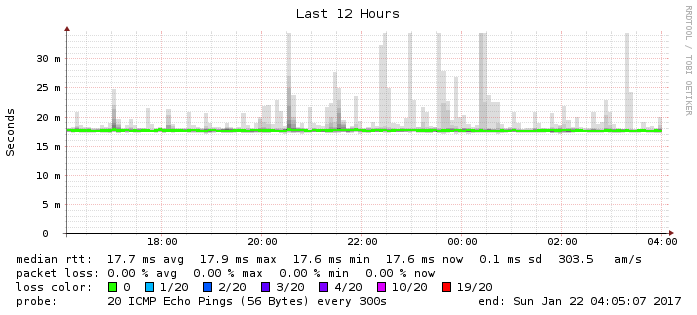 Last 12 Hours
RRDTOOL / TOBI OETIKER
Seconds
30 m
25 m
20 m
15 m
10 m
5 m
0
18:00 20:00 22:00 00:00 02:00 04:00
median rtt: 17.7 ms avg 17.9 ms max 17.6 ms min 17.6 ms now 0.1 ms sd 303.5 am/s
packet loss: 0.00 % avg 0.00 % max 0.00 % min 0.00 % now
loss color: 0 1/20 2/20 3/20 4/20 10/20 19/20
probe: 20 ICMP Echo Pings (56 Bytes) every 300s end: Sun Jan 22 04:05:07 2017